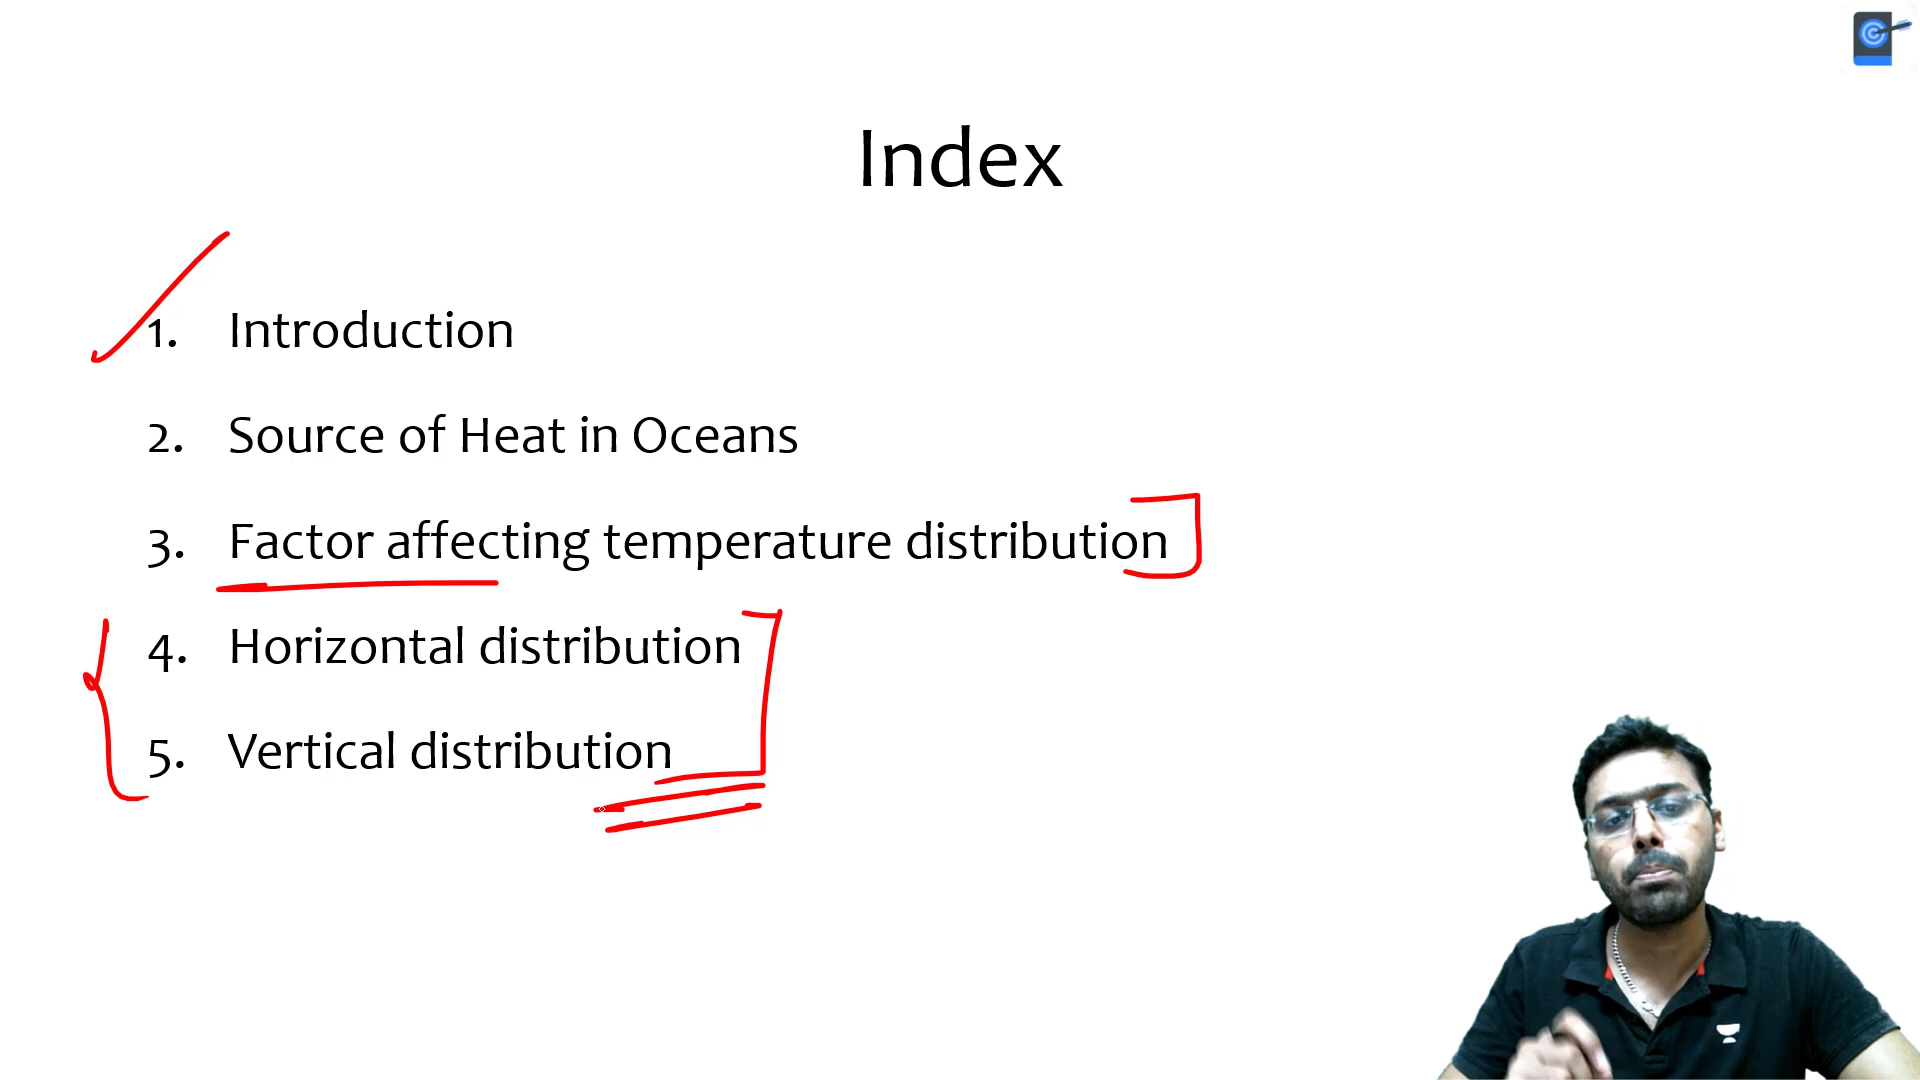 Index
1. Introduction
2. Source of Heat in Oceans
3. Factor affecting temperature distribution
4. Horizontal distribution
5. Vertical distribution